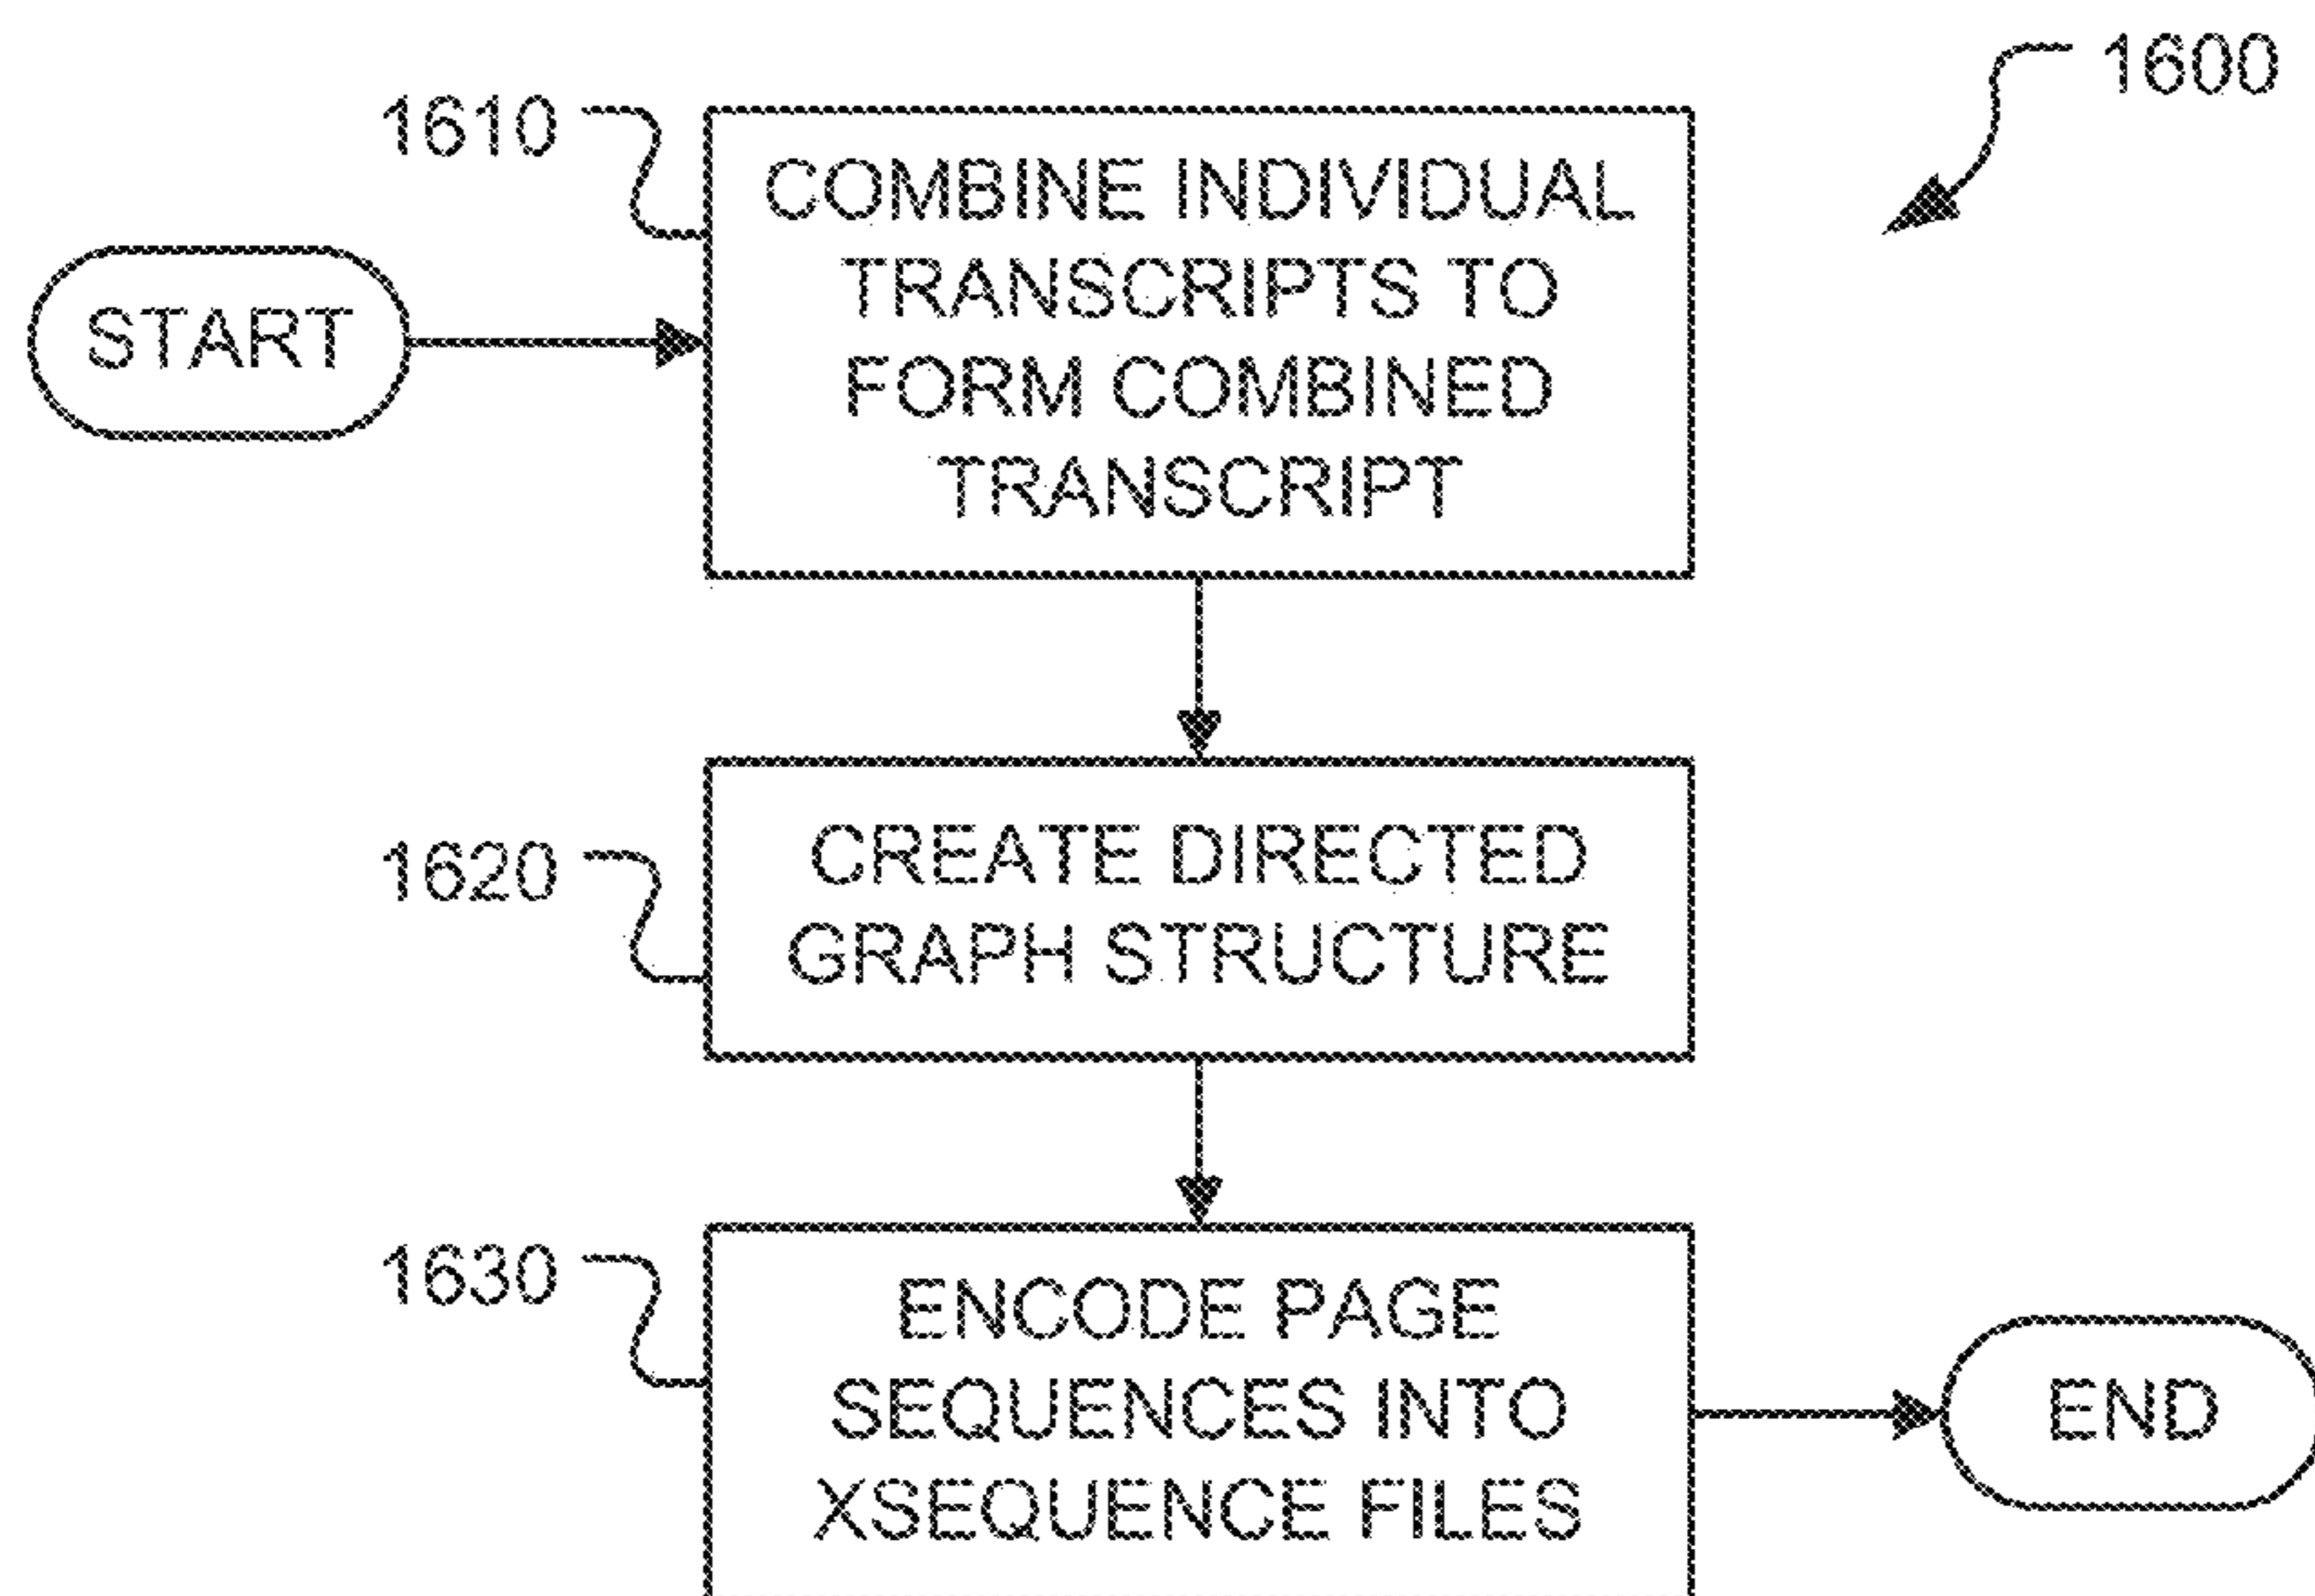 1600
1610
COMBINE INDIVIDUAL
TRANSCRIPTS TO
FORM COMBINED
TRANSCRIPT
START
1620
CREATE DIRECTED
GRAPH STRUCTURE
1630
ENCODE PAGE
SEQUENCES INTO
XSEQUENCE FILES
END